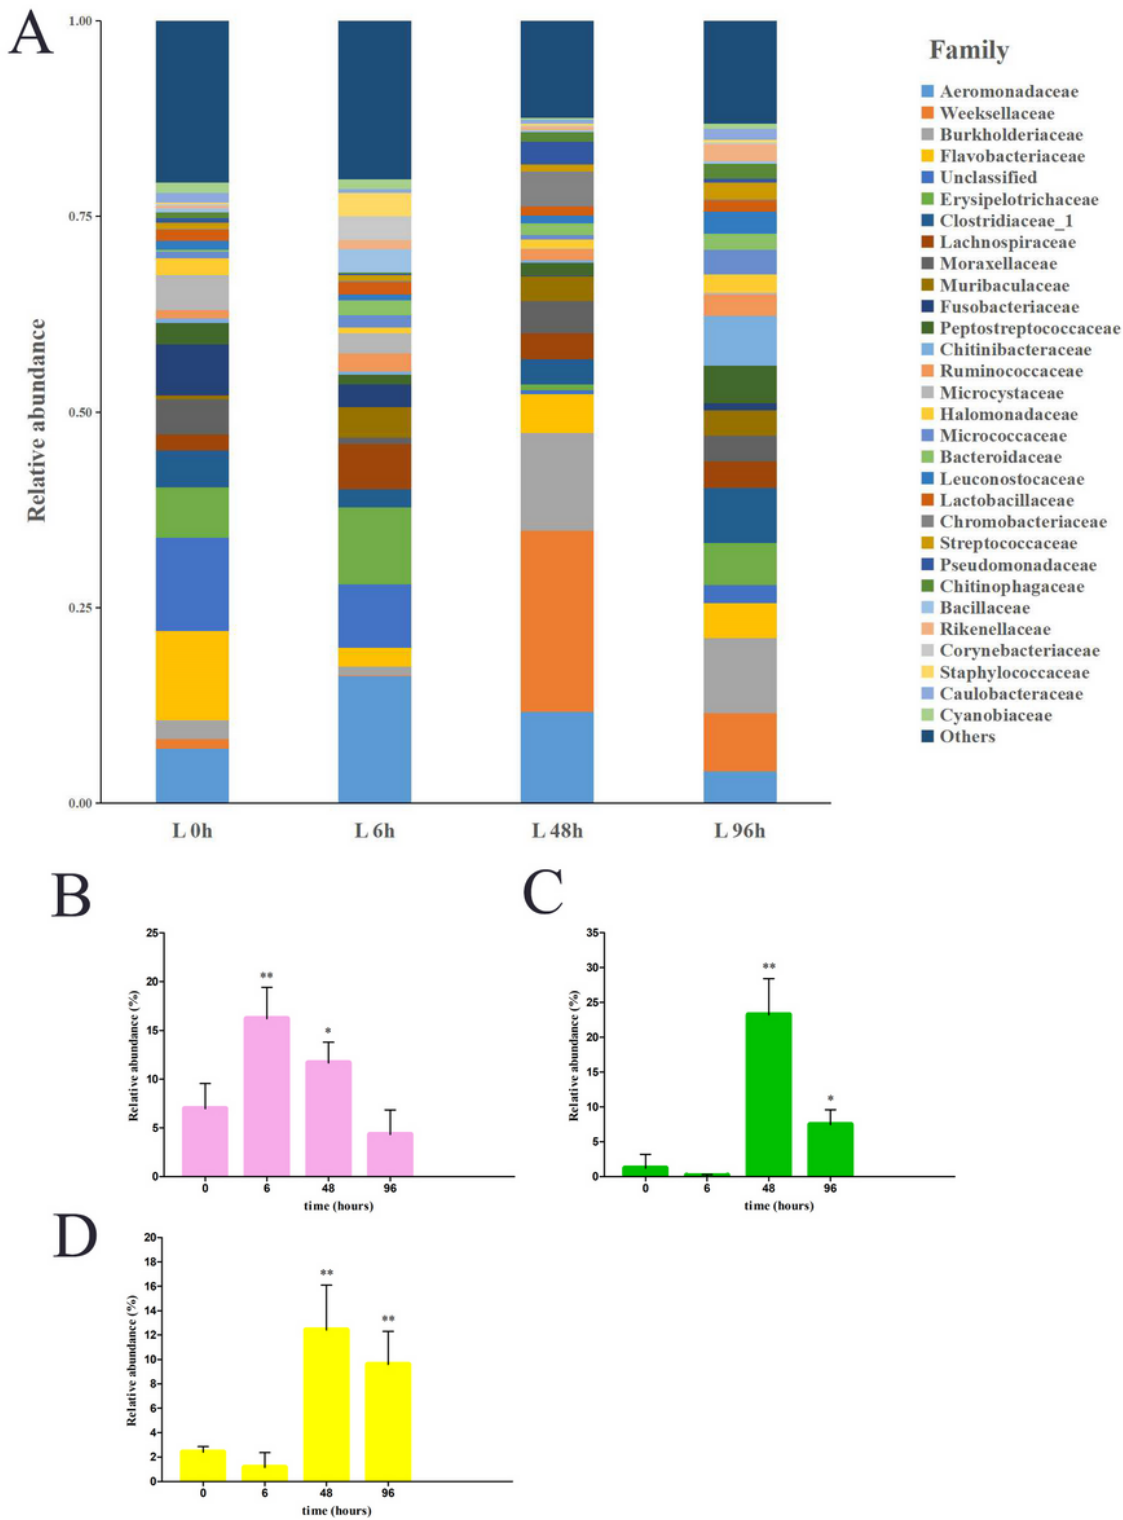 A
Relative abundance
1.00
0.75
0.50
0.25
0.00
L 0h
L 6h
L 48h
L 96h
Family
Aeromonadaceae
Weeksellaceae
Burkholderiaceae
Flavobacteriaceae
Unclassified
Erysipelotrichaceae
Clostridiaceae_1
Lachnospiraceae
Moraxellaceae
Muribaculaceae
Fusobacteriaceae
Peptostreptococcaceae
Chitinibacteraceae
Ruminococcaceae
Microcystaceae
Halomonadaceae
Micrococcaceae
Bacteroidaceae
Leuconostocaceae
Lactobacillaceae
Chromobacteriaceae
Streptococcaceae
Pseudomonadaceae
Chitinophagaceae
Bacillaceae
Rikenellaceae
Corynebacteriaceae
Staphylococcaceae
Caulobacteraceae
Cyanobiaceae
Others
B
Relative abundance (%)
25
20
15
10
5
0
**
*
0 6 48 96
time (hours)
C
Relative abundance (%)
35
30
25
20
15
10
5
0
**
*
0 6 48 96
time (hours)
D
Relative abundance (%)
20
18
16
14
12
10
8
6
4
2
0
**
**
0 6 48 96
time (hours)